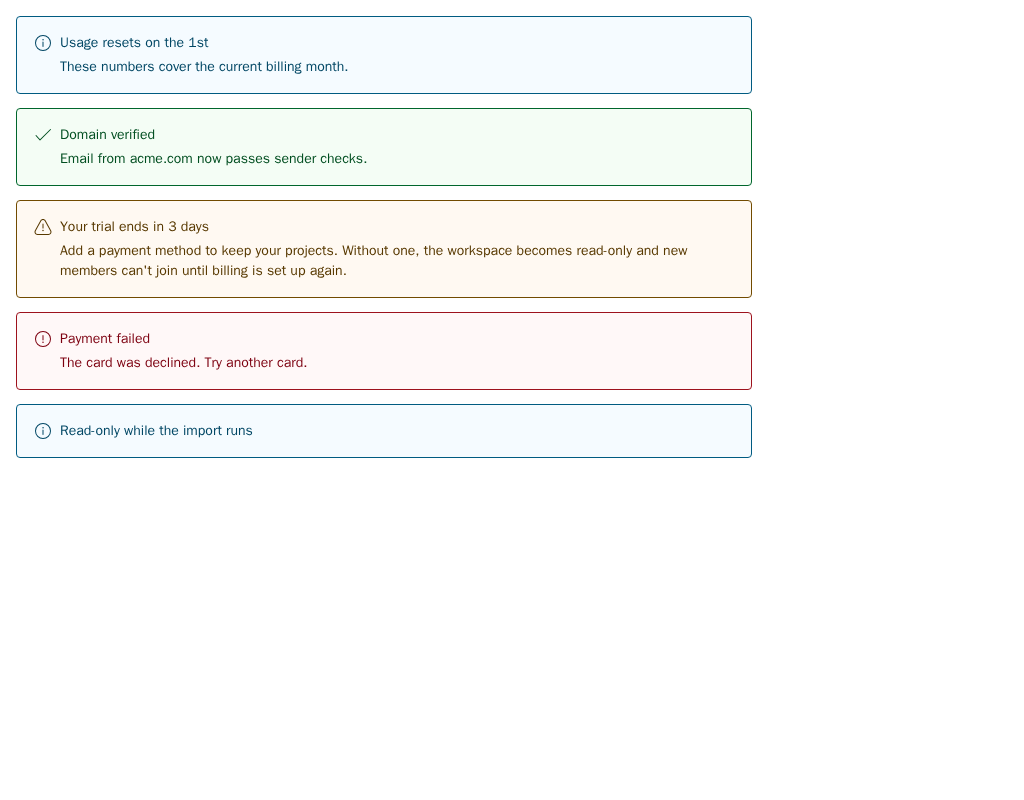 Usage resets on the 1st
These numbers cover the current billing month.
Domain verified
Email from acme.com now passes sender checks.
Your trial ends in 3 days
Add a payment method to keep your projects. Without one, the workspace becomes read-only and new
members can't join until billing is set up again.
Payment failed
The card was declined. Try another card.
Read-only while the import runs